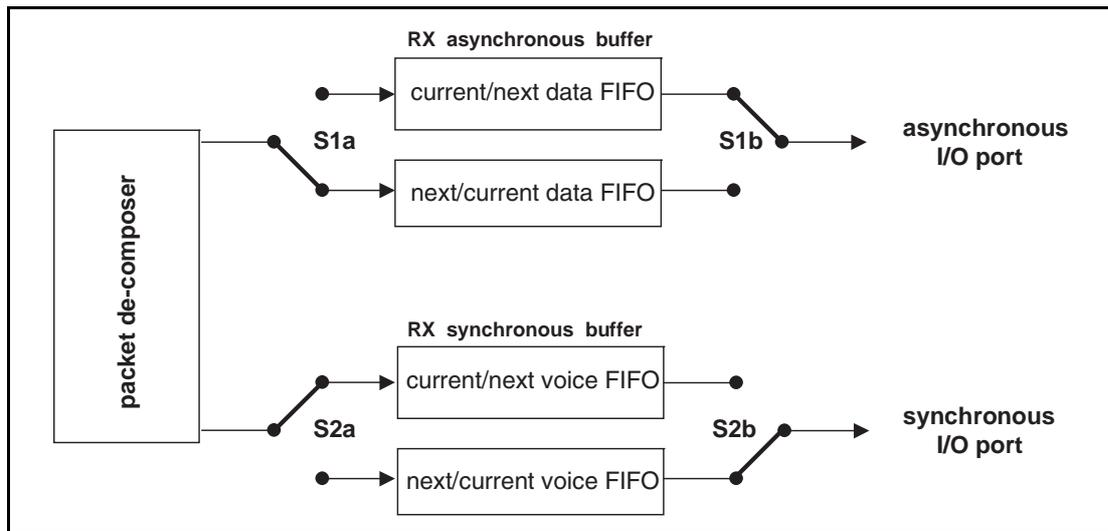 RX asynchronous buffer
current/next data FIFO
S1a
S1b
asynchronous
I/O port
next/current data FIFO
packet de-composer
RX synchronous buffer
current/next voice FIFO
S2a
S2b
synchronous
I/O port
next/current voice FIFO